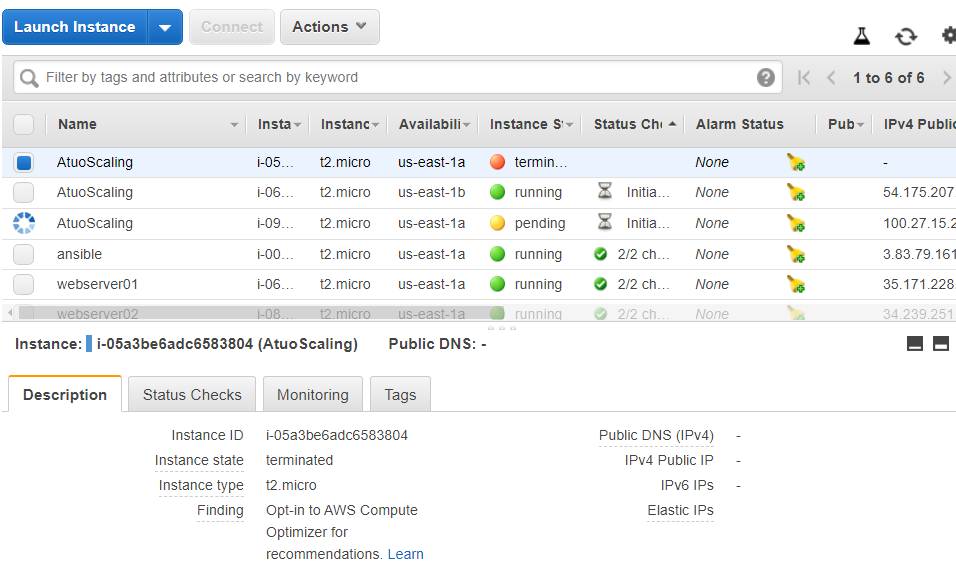 Launch Instance Connect Actions
Filter by tags and attributes or search by keyword ? 1 to 6 of 6
Name Insta Instanc Availabili Instance S Status Che Alarm Status Pub IPv4 Public
AtuoScaling i-05... t2.micro us-east-1a termin... None -
AtuoScaling i-06... t2.micro us-east-1b running Initia... None 54.175.207
AtuoScaling i-09... t2.micro us-east-1a pending Initia... None 100.27.15.2
ansible i-00... t2.micro us-east-1a running 2/2 ch... None 3.83.79.161
webserver01 i-06... t2.micro us-east-1a running 2/2 ch... None 35.171.228
webserver02 i-08... t2.micro us-east-1a running 2/2 ch... None 34.239.251
Instance: i-05a3be6adc6583804 (AtuoScaling) Public DNS: -
Description Status Checks Monitoring Tags
Instance ID i-05a3be6adc6583804 Public DNS (IPv4) -
Instance state terminated IPv4 Public IP -
Instance type t2.micro IPv6 IPs -
Finding Opt-in to AWS Compute Elastic IPs
Optimizer for
recommendations. Learn